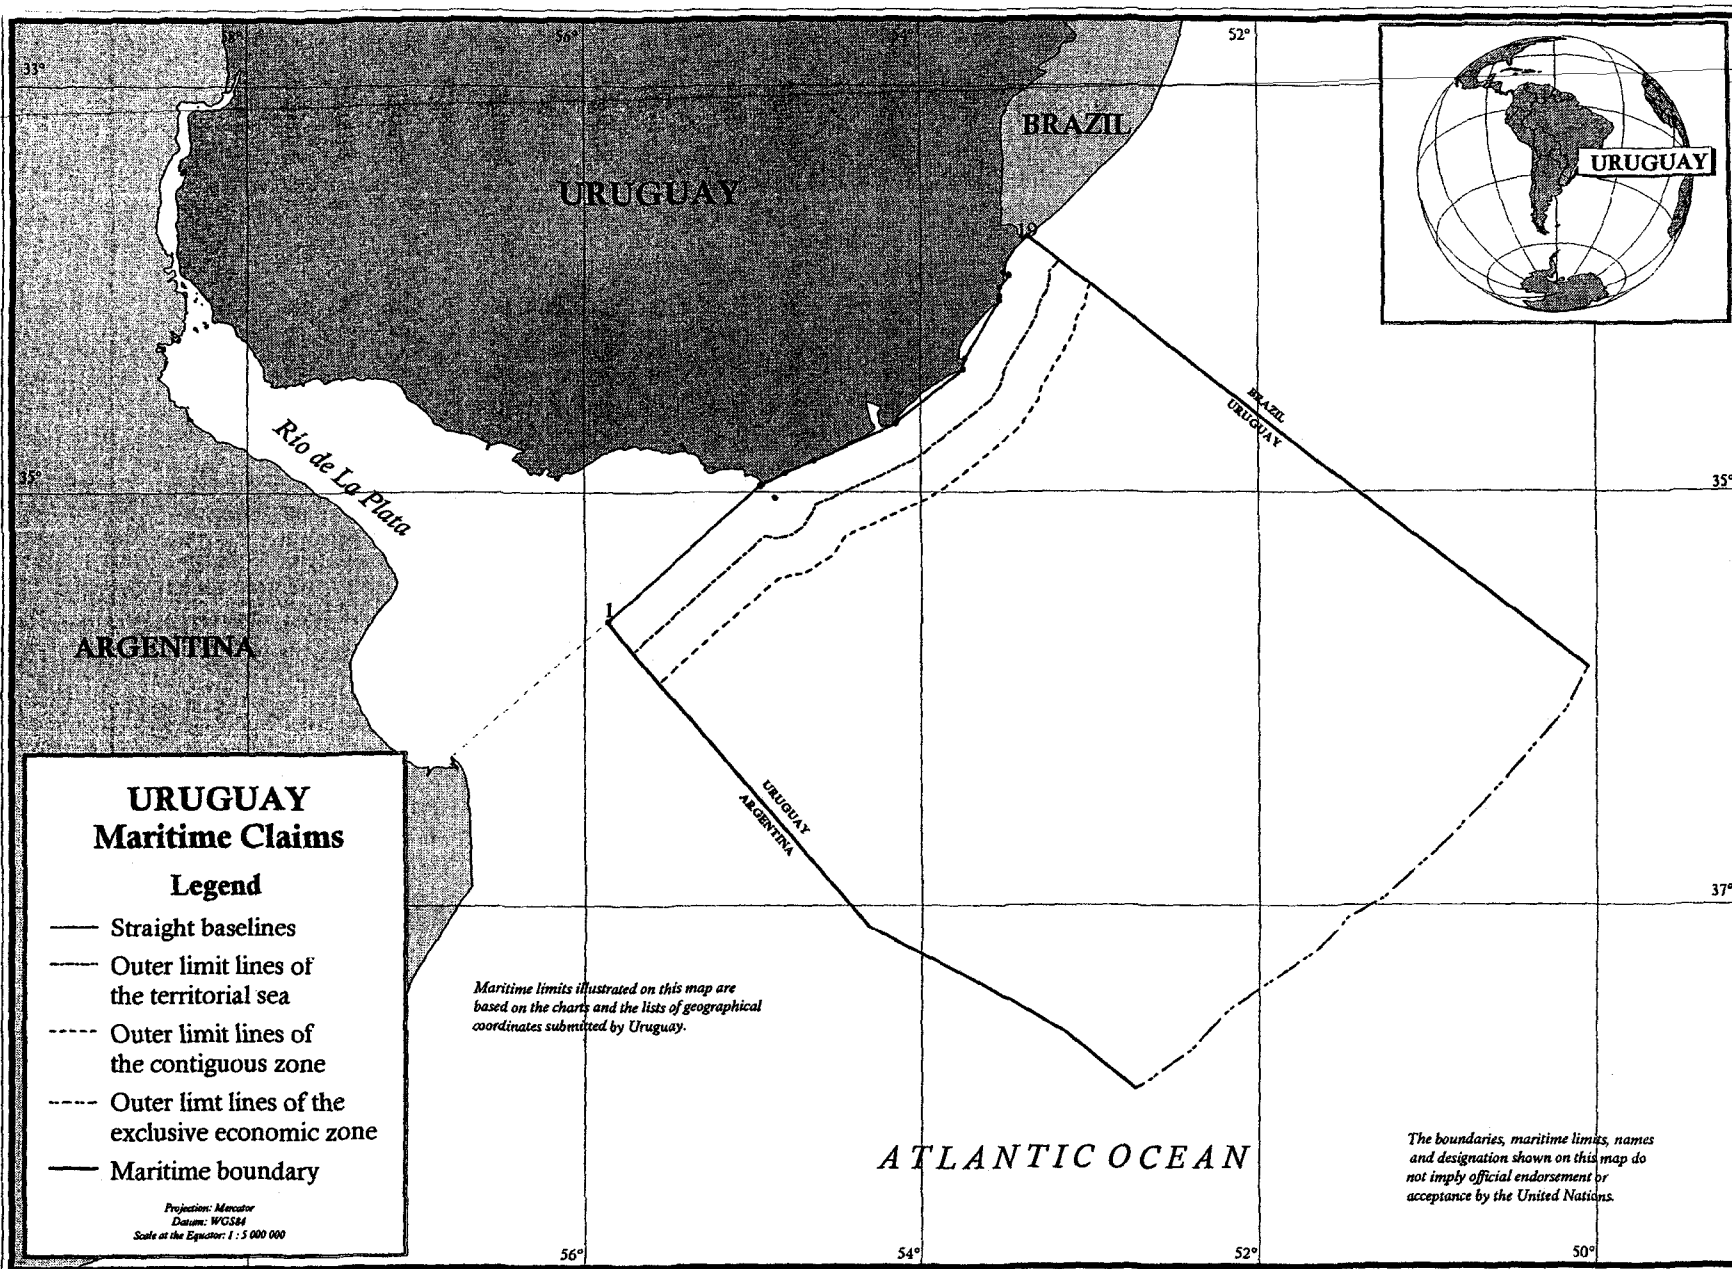 58°
56°
54°
52°
33°
BRAZIL
URUGUAY
URUGUAY
19
BRAZIL
URUGUAY
Río de La Plata
35°
35°
1
ARGENTINA
URUGUAY
ARGENTINA
37°
URUGUAY
Maritime Claims
Legend
Straight baselines
Outer limit lines of
the territorial sea
Outer limit lines of
the contiguous zone
Outer limt lines of the
exclusive economic zone
Maritime boundary
Projection: Mercator
Datum: WGS84
Scale at the Equator: 1 : 5 000 000
Maritime limits illustrated on this map are
based on the charts and the lists of geographical
coordinates submitted by Uruguay.
ATLANTIC OCEAN
The boundaries, maritime limits, names
and designation shown on this map do
not imply official endorsement or
acceptance by the United Nations.
56°
54°
52°
50°